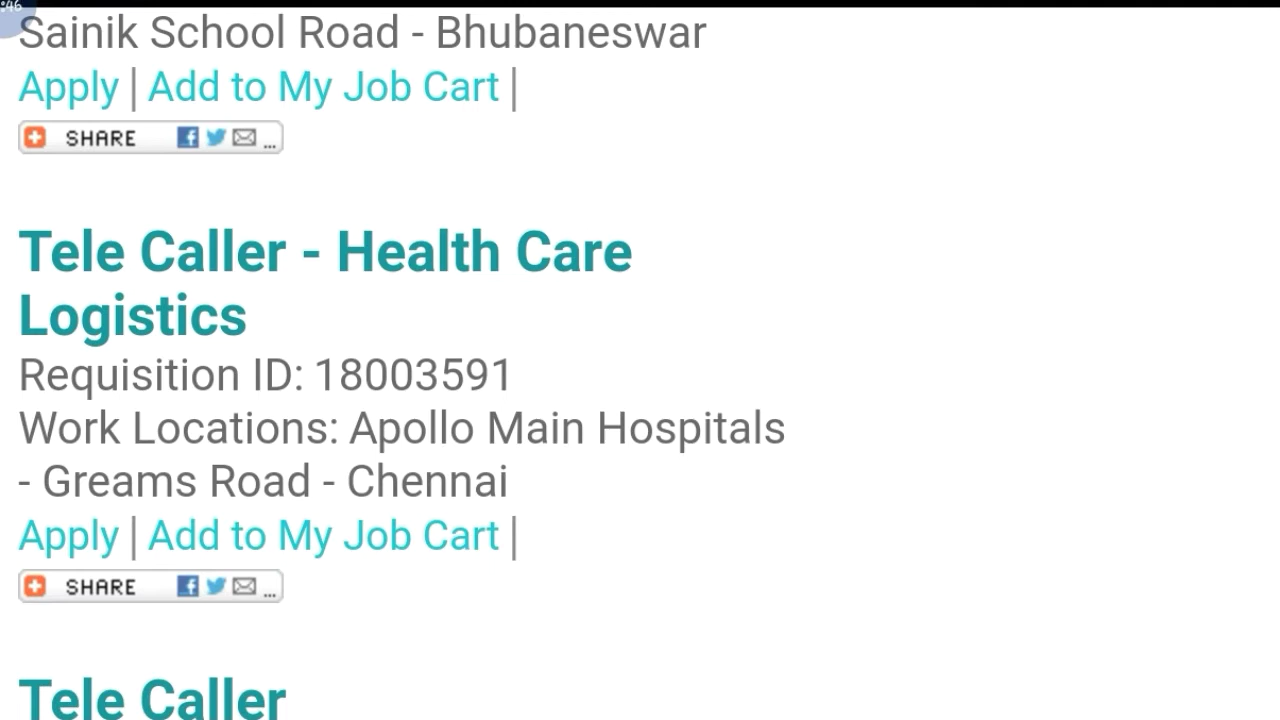 :46
Sainik School Road - Bhubaneswar
Apply | Add to My Job Cart |
SHARE ...
Tele Caller - Health Care
Logistics
Requisition ID: 18003591
Work Locations: Apollo Main Hospitals
- Greams Road - Chennai
Apply | Add to My Job Cart |
SHARE ...
Tele Caller